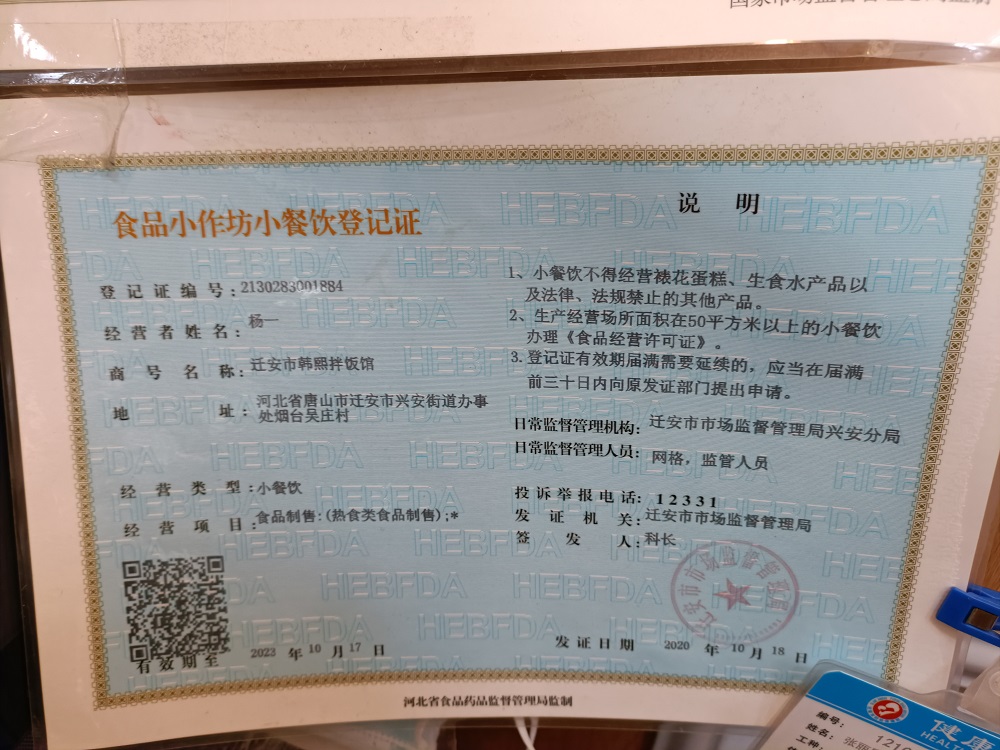 食品小作坊小餐饮登记证
登记证编号:2130283001884
经营者姓名:杨一
商号名称:迁安市韩熙拌饭馆
地址:河北省唐山市迁安市兴安街道办事
处烟台吴庄村
经营类型:小餐饮
经营项目:食品制售:(热食类食品制售);*
有效期至 2023 年 10 月 17 日
说 明
1、小餐饮不得经营裱花蛋糕、生食水产品以
及法律、法规禁止的其他产品。
2、生产经营场所面积在50平方米以上的小餐饮
办理《食品经营许可证》。
3.登记证有效期届满需要延续的,应当在届满
前三十日内向原发证部门提出申请。
日常监督管理机构:迁安市市场监督管理局兴安分局
日常监督管理人员:网格,监管人员
投诉举报电话:12331
发证机关:迁安市市场监督管理局
签发人:科长
发证日期 2020 年 10 月 18 日
河北省食品药品监督管理局监制
HEBFDA
编号: 121
姓名: 张
工种:
健康
HEAL